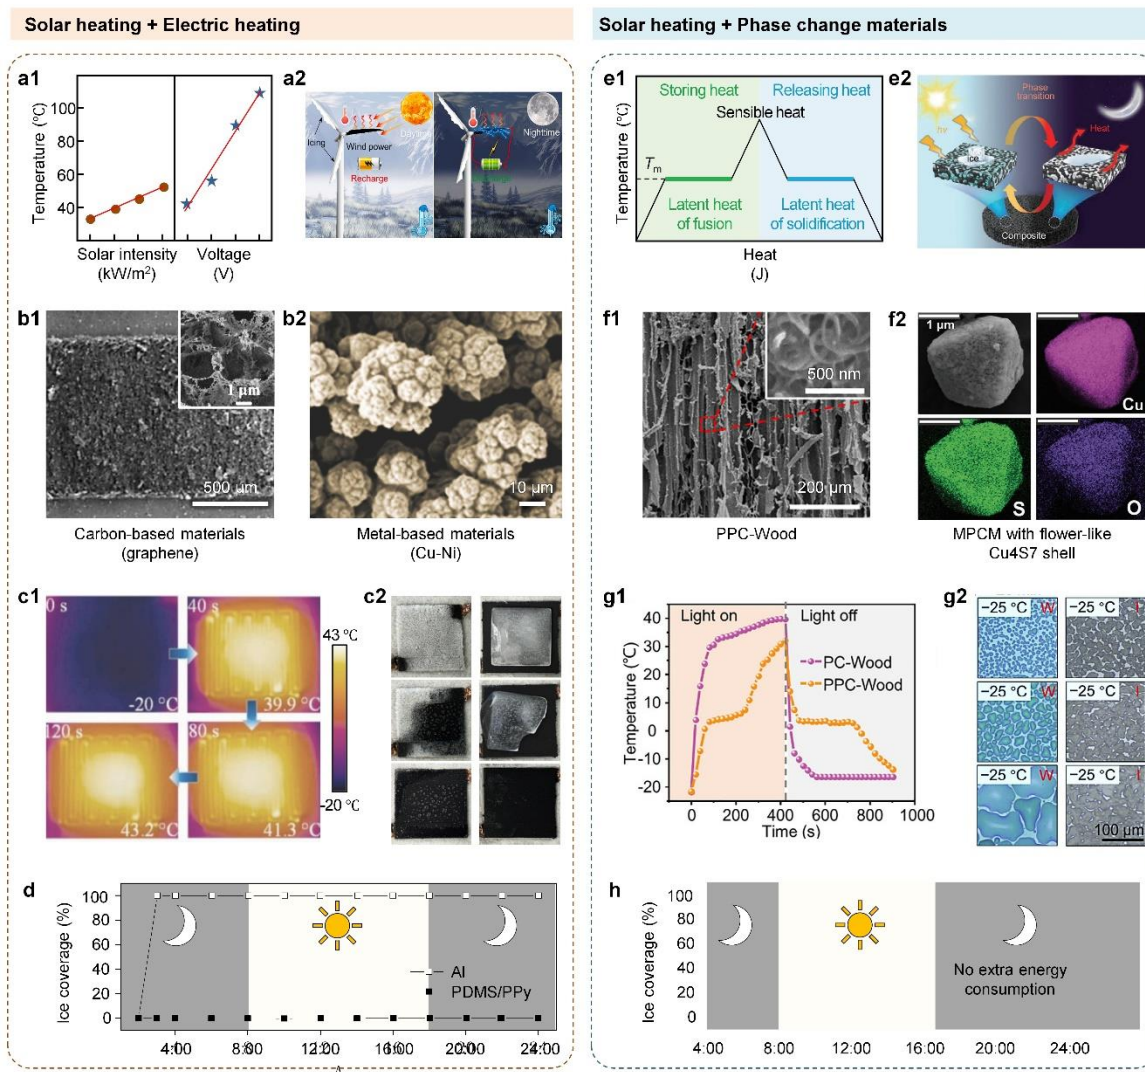 Solar heating + Electric heating
Solar heating + Phase change materials
a1
Temperature (℃)
100
80
60
40
Solar intensity
(kW/m²)
Voltage
(V)
a2
Icing
Daytime
Wind power
Recharge
Nighttime
e1
Temperature (℃)
Storing heat
Releasing heat
Sensible heat
Tm
Latent heat
of fusion
Latent heat
of solidification
Heat
(J)
e2
Phase
transition
hv
Heat
Ice
Composite
b1
1 μm
500 μm
Carbon-based materials
(graphene)
b2
10 μm
Metal-based materials
(Cu-Ni)
f1
500 nm
200 μm
PPC-Wood
f2
1 μm
Cu
S
O
MPCM with flower-like
Cu4S7 shell
c1
0 s
-20 °C
40 s
39.9 °C
120 s
43.2 °C
80 s
41.3 °C
43 ℃
-20 ℃
c2
g1
Light on
Light off
Temperature (℃)
40
30
20
10
0
-10
-20
PC-Wood
PPC-Wood
0 200 400 600 800 1000
Time (s)
g2
−25 °C W
−25 °C I
−25 °C W
−25 °C I
−25 °C W
−25 °C I
100 μm
d
Ice coverage (%)
100
80
60
40
20
0
Al
PDMS/PPy
4:00 8:00 12:00 16:00 20:00 24:00
h
Ice coverage (%)
100
80
60
40
20
0
No extra energy
consumption
4:00 8:00 12:00 16:00 20:00 24:00